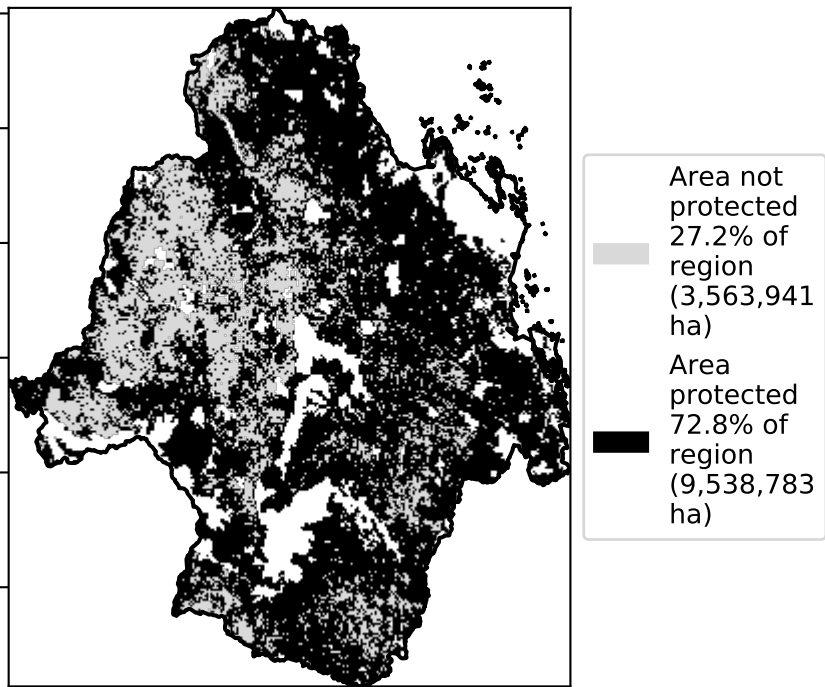 Area not
protected
27.2% of
region
(3,563,941
ha)
Area
protected
72.8% of
region
(9,538,783
ha)